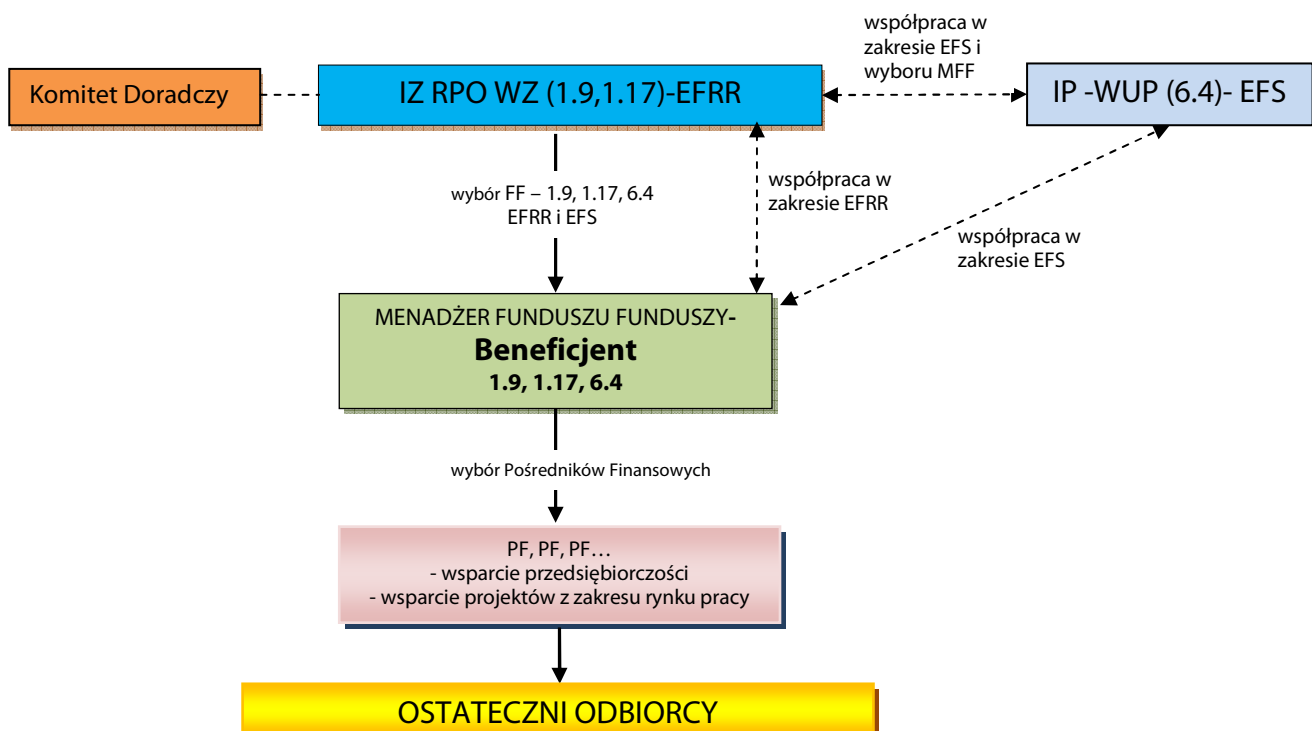 współpraca w
zakresie EFS i
wyboru MFF
Komitet Doradczy
IZ RPO WZ (1.9,1.17)-EFRR
IP -WUP (6.4)- EFS
wybór FF – 1.9, 1.17, 6.4
EFRR i EFS
współpraca w
zakresie EFRR
współpraca w
zakresie EFS
MENADŻER FUNDUSZU FUNDUSZY-
Beneficjent
1.9, 1.17, 6.4
wybór Pośredników Finansowych
PF, PF, PF…
- wsparcie przedsiębiorczości
- wsparcie projektów z zakresu rynku pracy
OSTATECZNI ODBIORCY